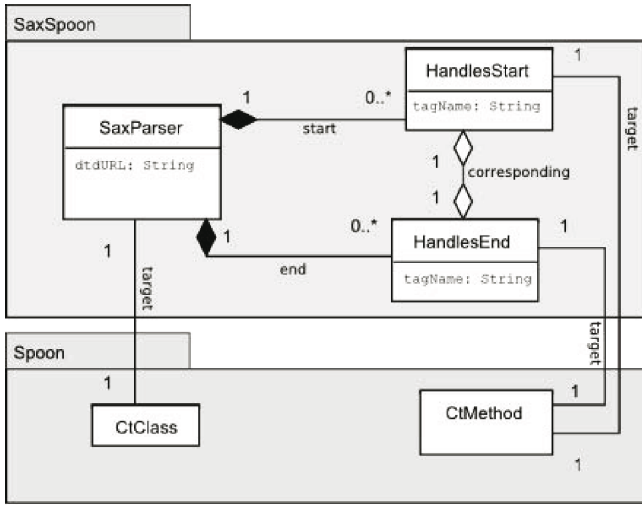 SaxSpoon
1
HandlesStart
tagName: String
1
0..*
SaxParser
dtdURL: String
start
target
1
corresponding
1
1
1
0..*
HandlesEnd
tagName: String
1
end
target
target
Spoon
1
CtClass
1
CtMethod
1